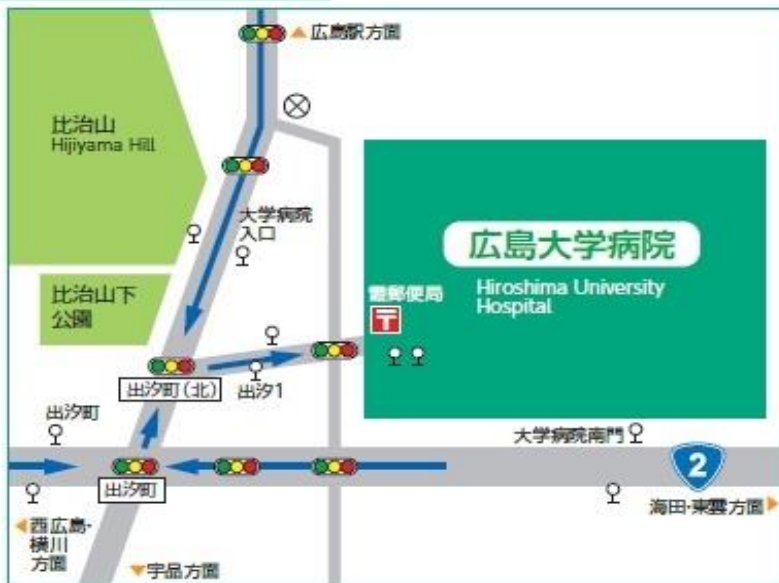 広島駅方面
比治山
Hijiyama Hill
大学病院
入口
広島大学病院
Hiroshima University
Hospital
霞郵便局
比治山下
公園
出汐町(北)
出汐1
出汐町
大学病院南門
2
出汐町
海田・東雲方面
西広島・
横川
方面
宇品方面